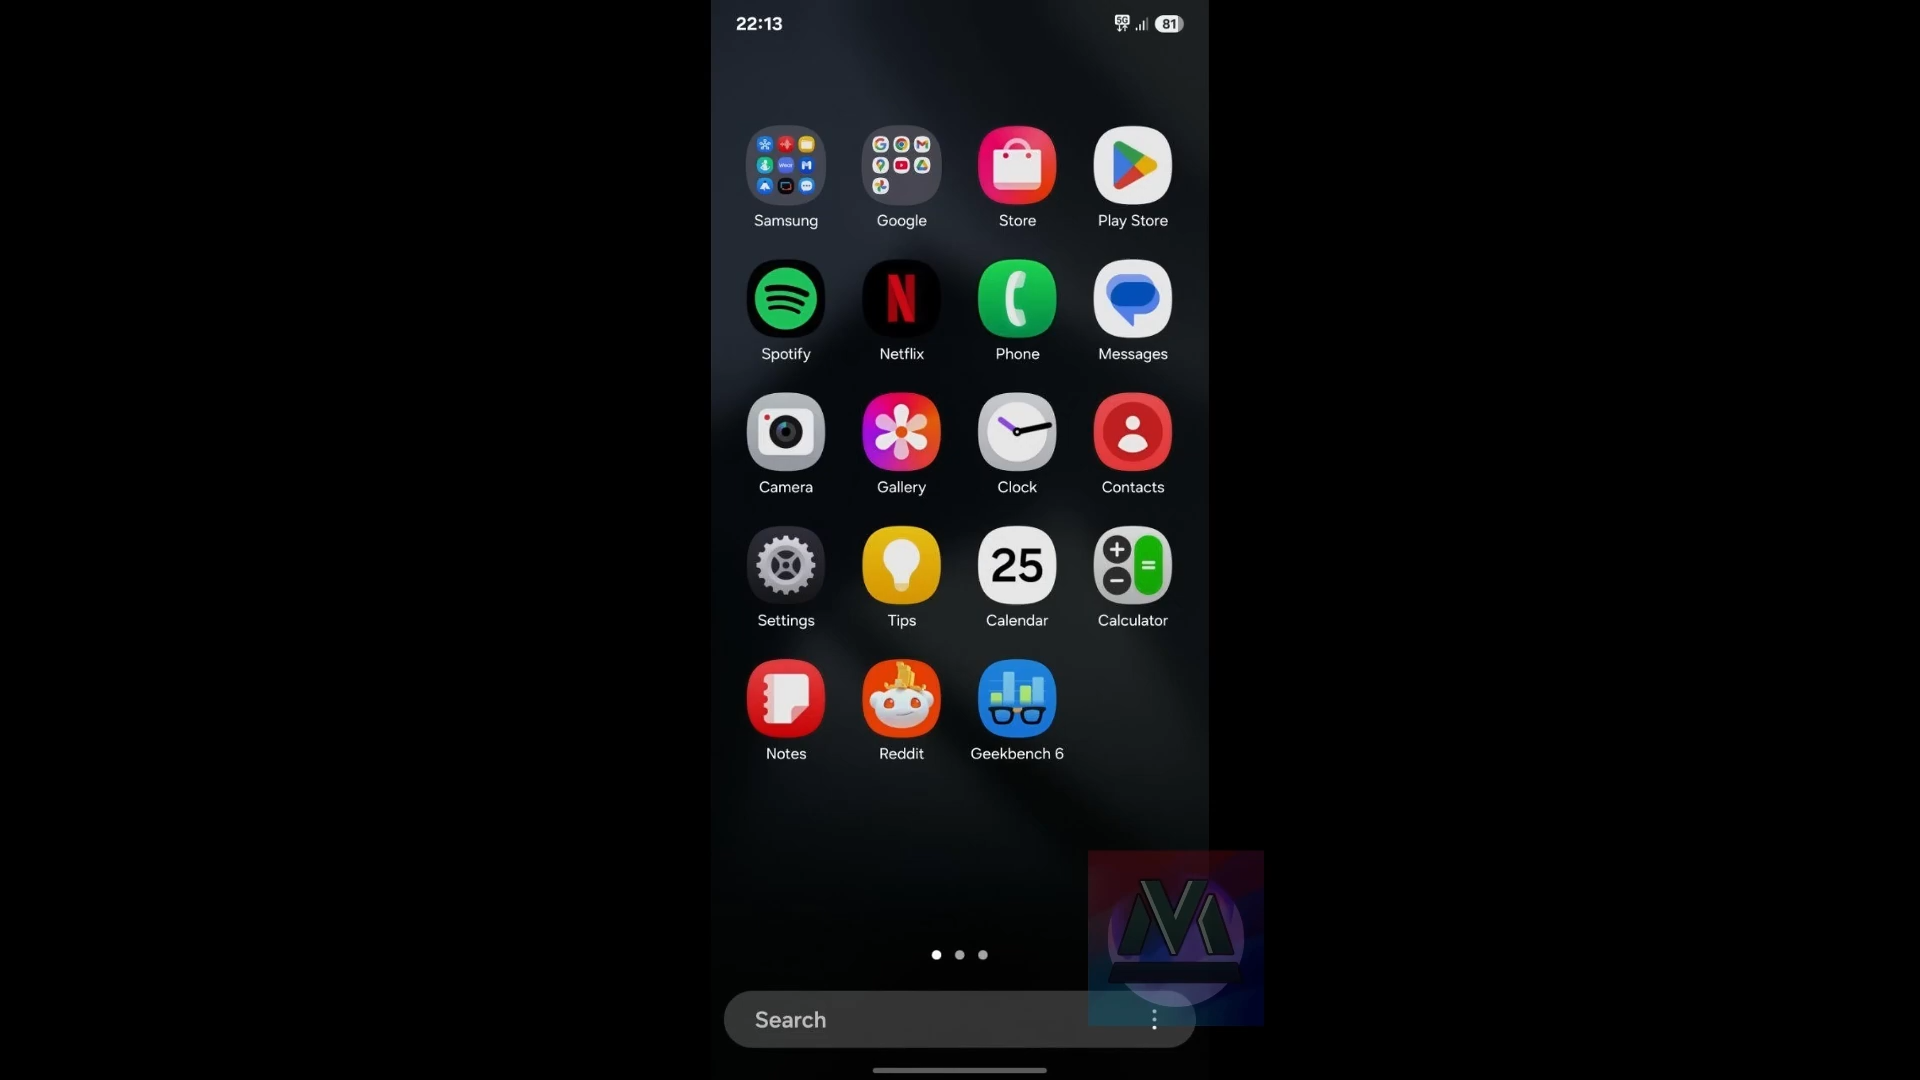 22:13
5G
81
Samsung
Google
Store
Play Store
Spotify
Netflix
Phone
Messages
Camera
Gallery
Clock
Contacts
25
Settings
Tips
Calendar
Calculator
Notes
Reddit
Geekbench 6
Search